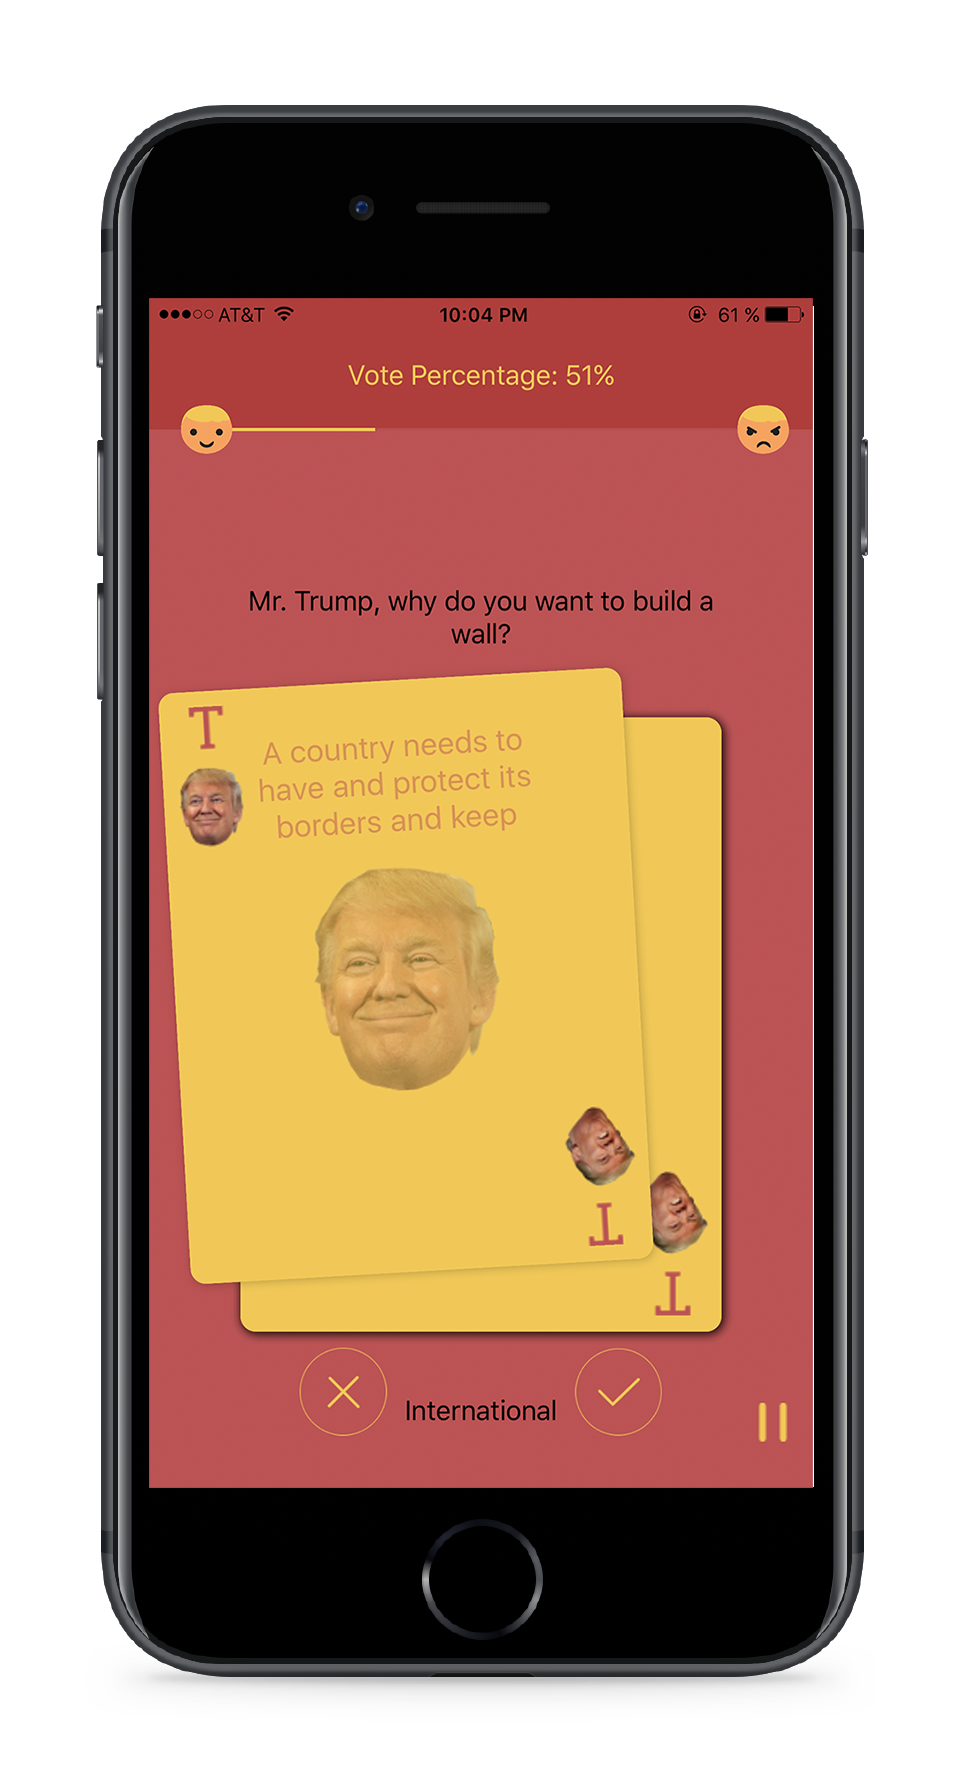 AT&T 10:04 PM 61 %
Vote Percentage: 51%
Mr. Trump, why do you want to build a
wall?
T
A country needs to
have and protect its
borders and keep
T
T
International